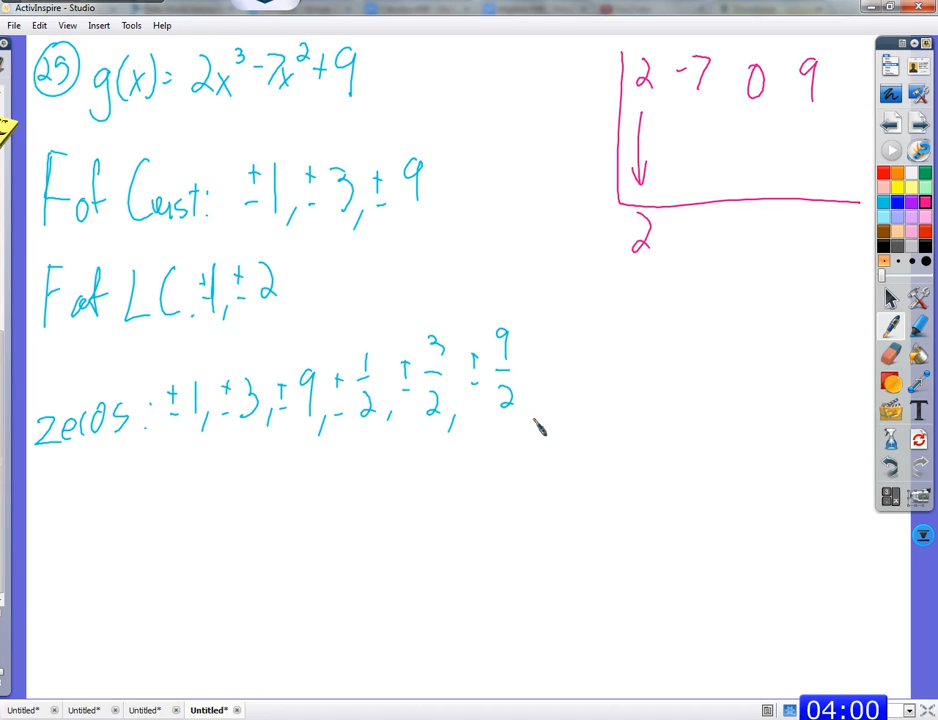 ActivInspire - Studio
File Edit View Insert Tools Help
25 g(x) = 2x³ - 7x² + 9
F of Const: ±1, ±3, ±9
F of LC: ±1, ±2
zeros: ±1, ±3, ±9, ±1/2, ±3/2, ±9/2
2 -7 0 9
2
Untitled* Untitled* Untitled* Untitled*
04:00